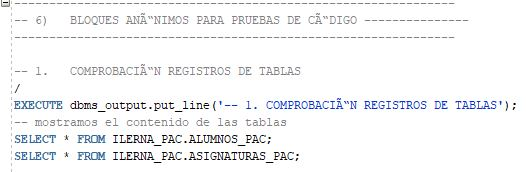 --------------------------------------------------------------
-- 6)   BLOQUES ANÃ“NIMOS PARA PRUEBAS DE CÃ“DIGO ---------------
--------------------------------------------------------------
-- 1.   COMPROBACIÃ“N REGISTROS DE TABLAS
/
EXECUTE dbms_output.put_line('-- 1. COMPROBACIÃ“N REGISTROS DE TABLAS');
-- mostramos el contenido de las tablas
SELECT * FROM ILERNA_PAC.ALUMNOS_PAC;
SELECT * FROM ILERNA_PAC.ASIGNATURAS_PAC;